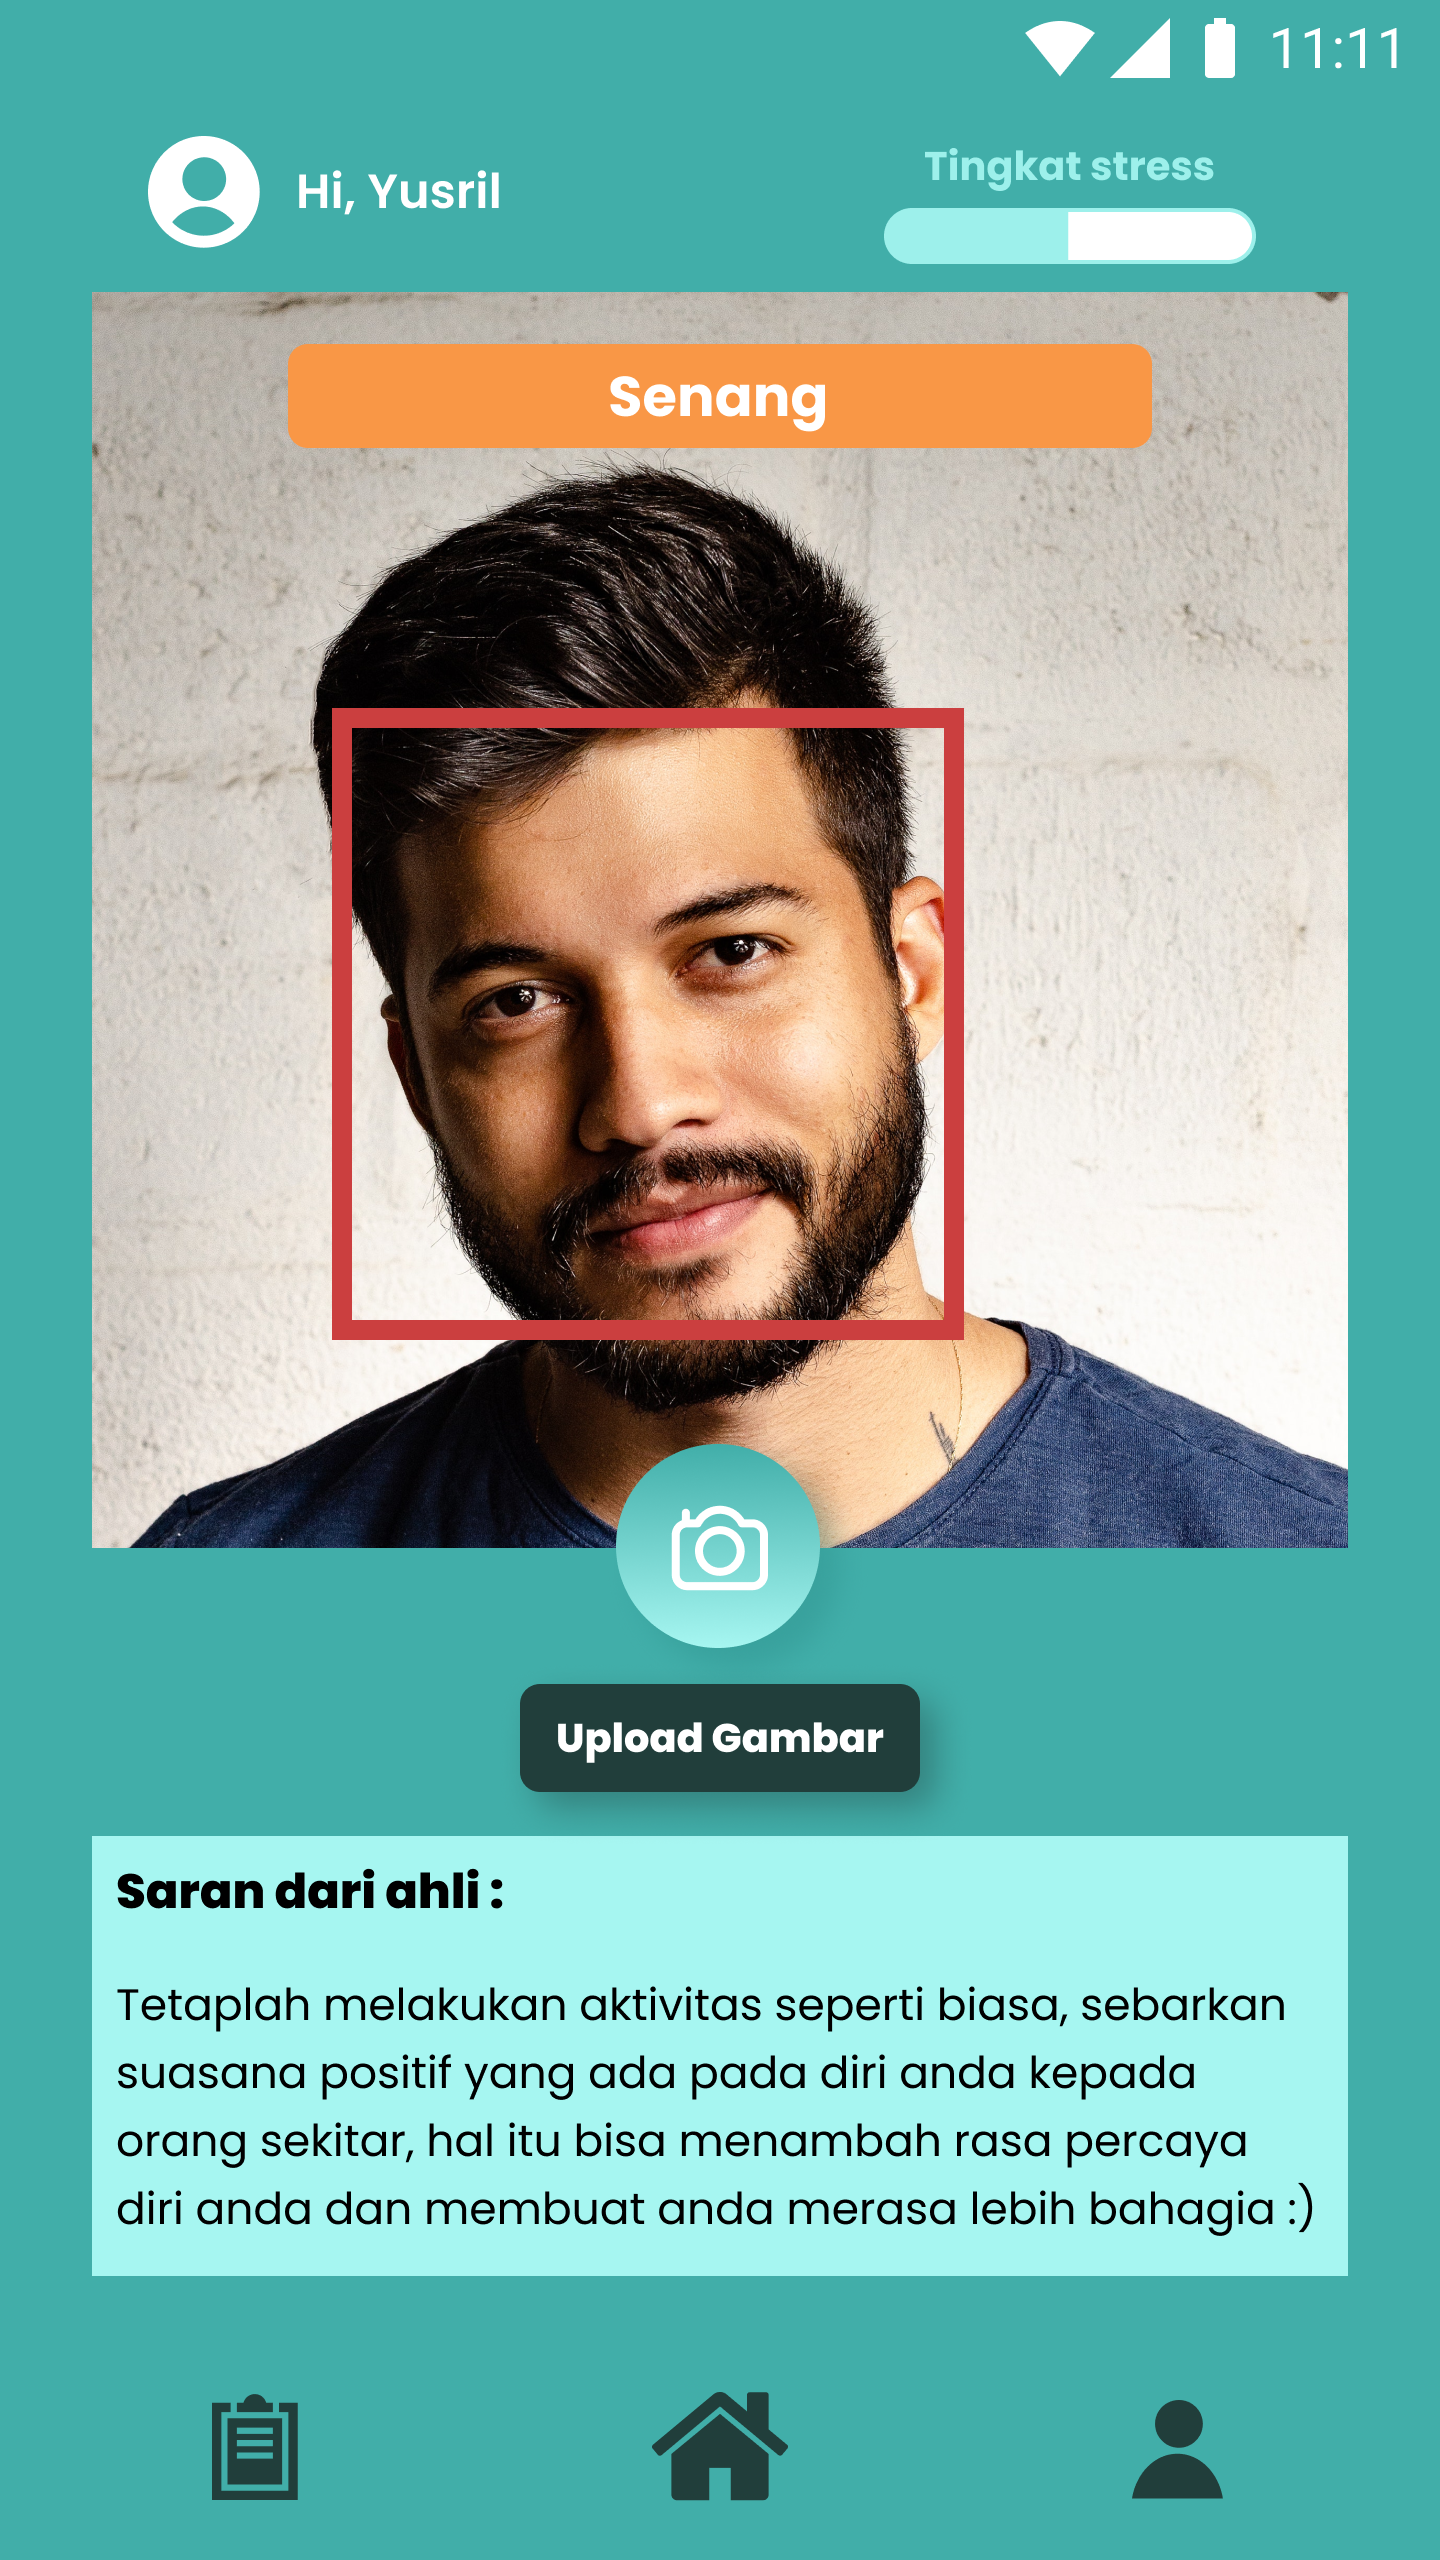 11:11
Hi, Yusril
Tingkat stress
Senang
Upload Gambar
Saran dari ahli :
Tetaplah melakukan aktivitas seperti biasa, sebarkan
suasana positif yang ada pada diri anda kepada
orang sekitar, hal itu bisa menambah rasa percaya
diri anda dan membuat anda merasa lebih bahagia :)